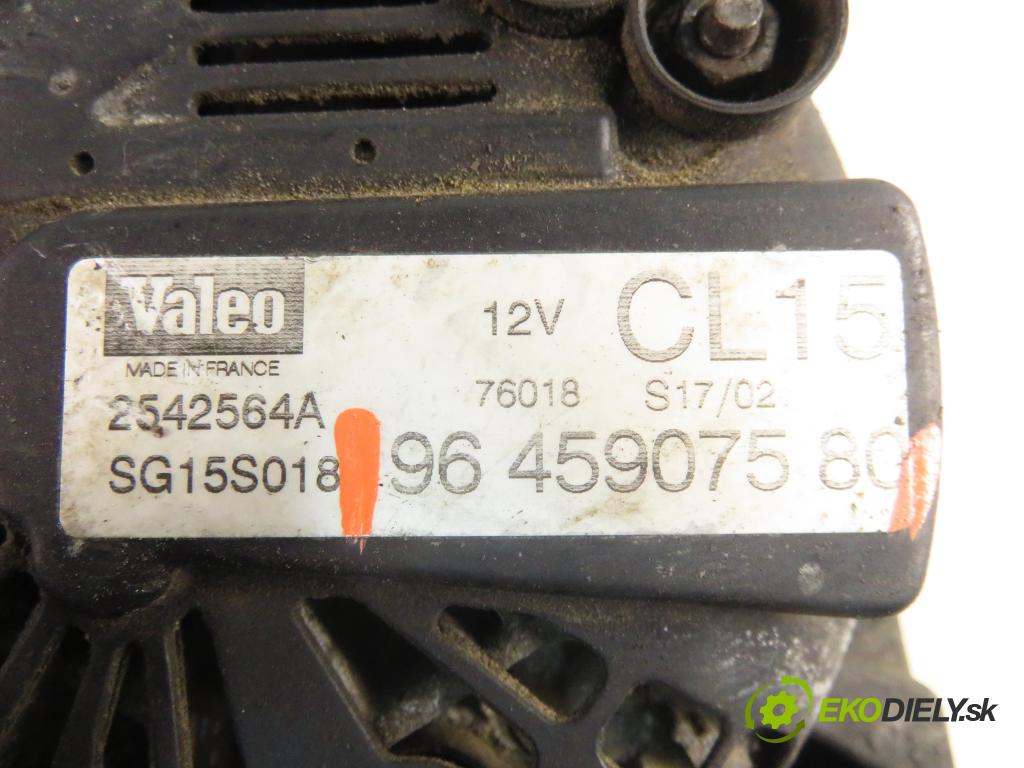 Valeo
MADE IN FRANCE
12V
CL15
76018
S17/02
2542564A
SG15S018
96 459075 80
EKODIELY.sk